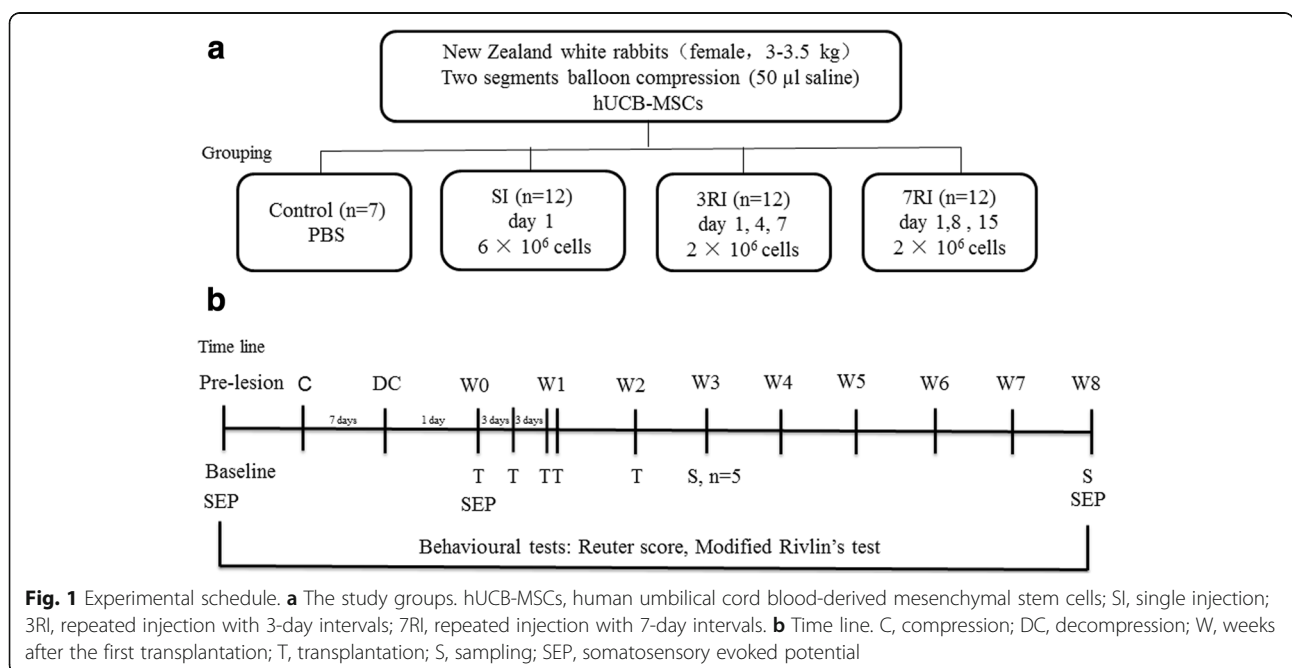 a
New Zealand white rabbits（female，3-3.5 kg）
Two segments balloon compression (50 µl saline)
hUCB-MSCs
Grouping
Control (n=7)
PBS
SI (n=12)
day 1
6 × 10⁶ cells
3RI (n=12)
day 1, 4, 7
2 × 10⁶ cells
7RI (n=12)
day 1,8 , 15
2 × 10⁶ cells
b
Time line
Pre-lesion C DC W0 W1 W2 W3 W4 W5 W6 W7 W8
7 days 1 day 3 days 3 days
Baseline T T TT T S, n=5 S
SEP SEP SEP
Behavioural tests: Reuter score, Modified Rivlin's test
Fig. 1 Experimental schedule. a The study groups. hUCB-MSCs, human umbilical cord blood-derived mesenchymal stem cells; SI, single injection;
3RI, repeated injection with 3-day intervals; 7RI, repeated injection with 7-day intervals. b Time line. C, compression; DC, decompression; W, weeks
after the first transplantation; T, transplantation; S, sampling; SEP, somatosensory evoked potential